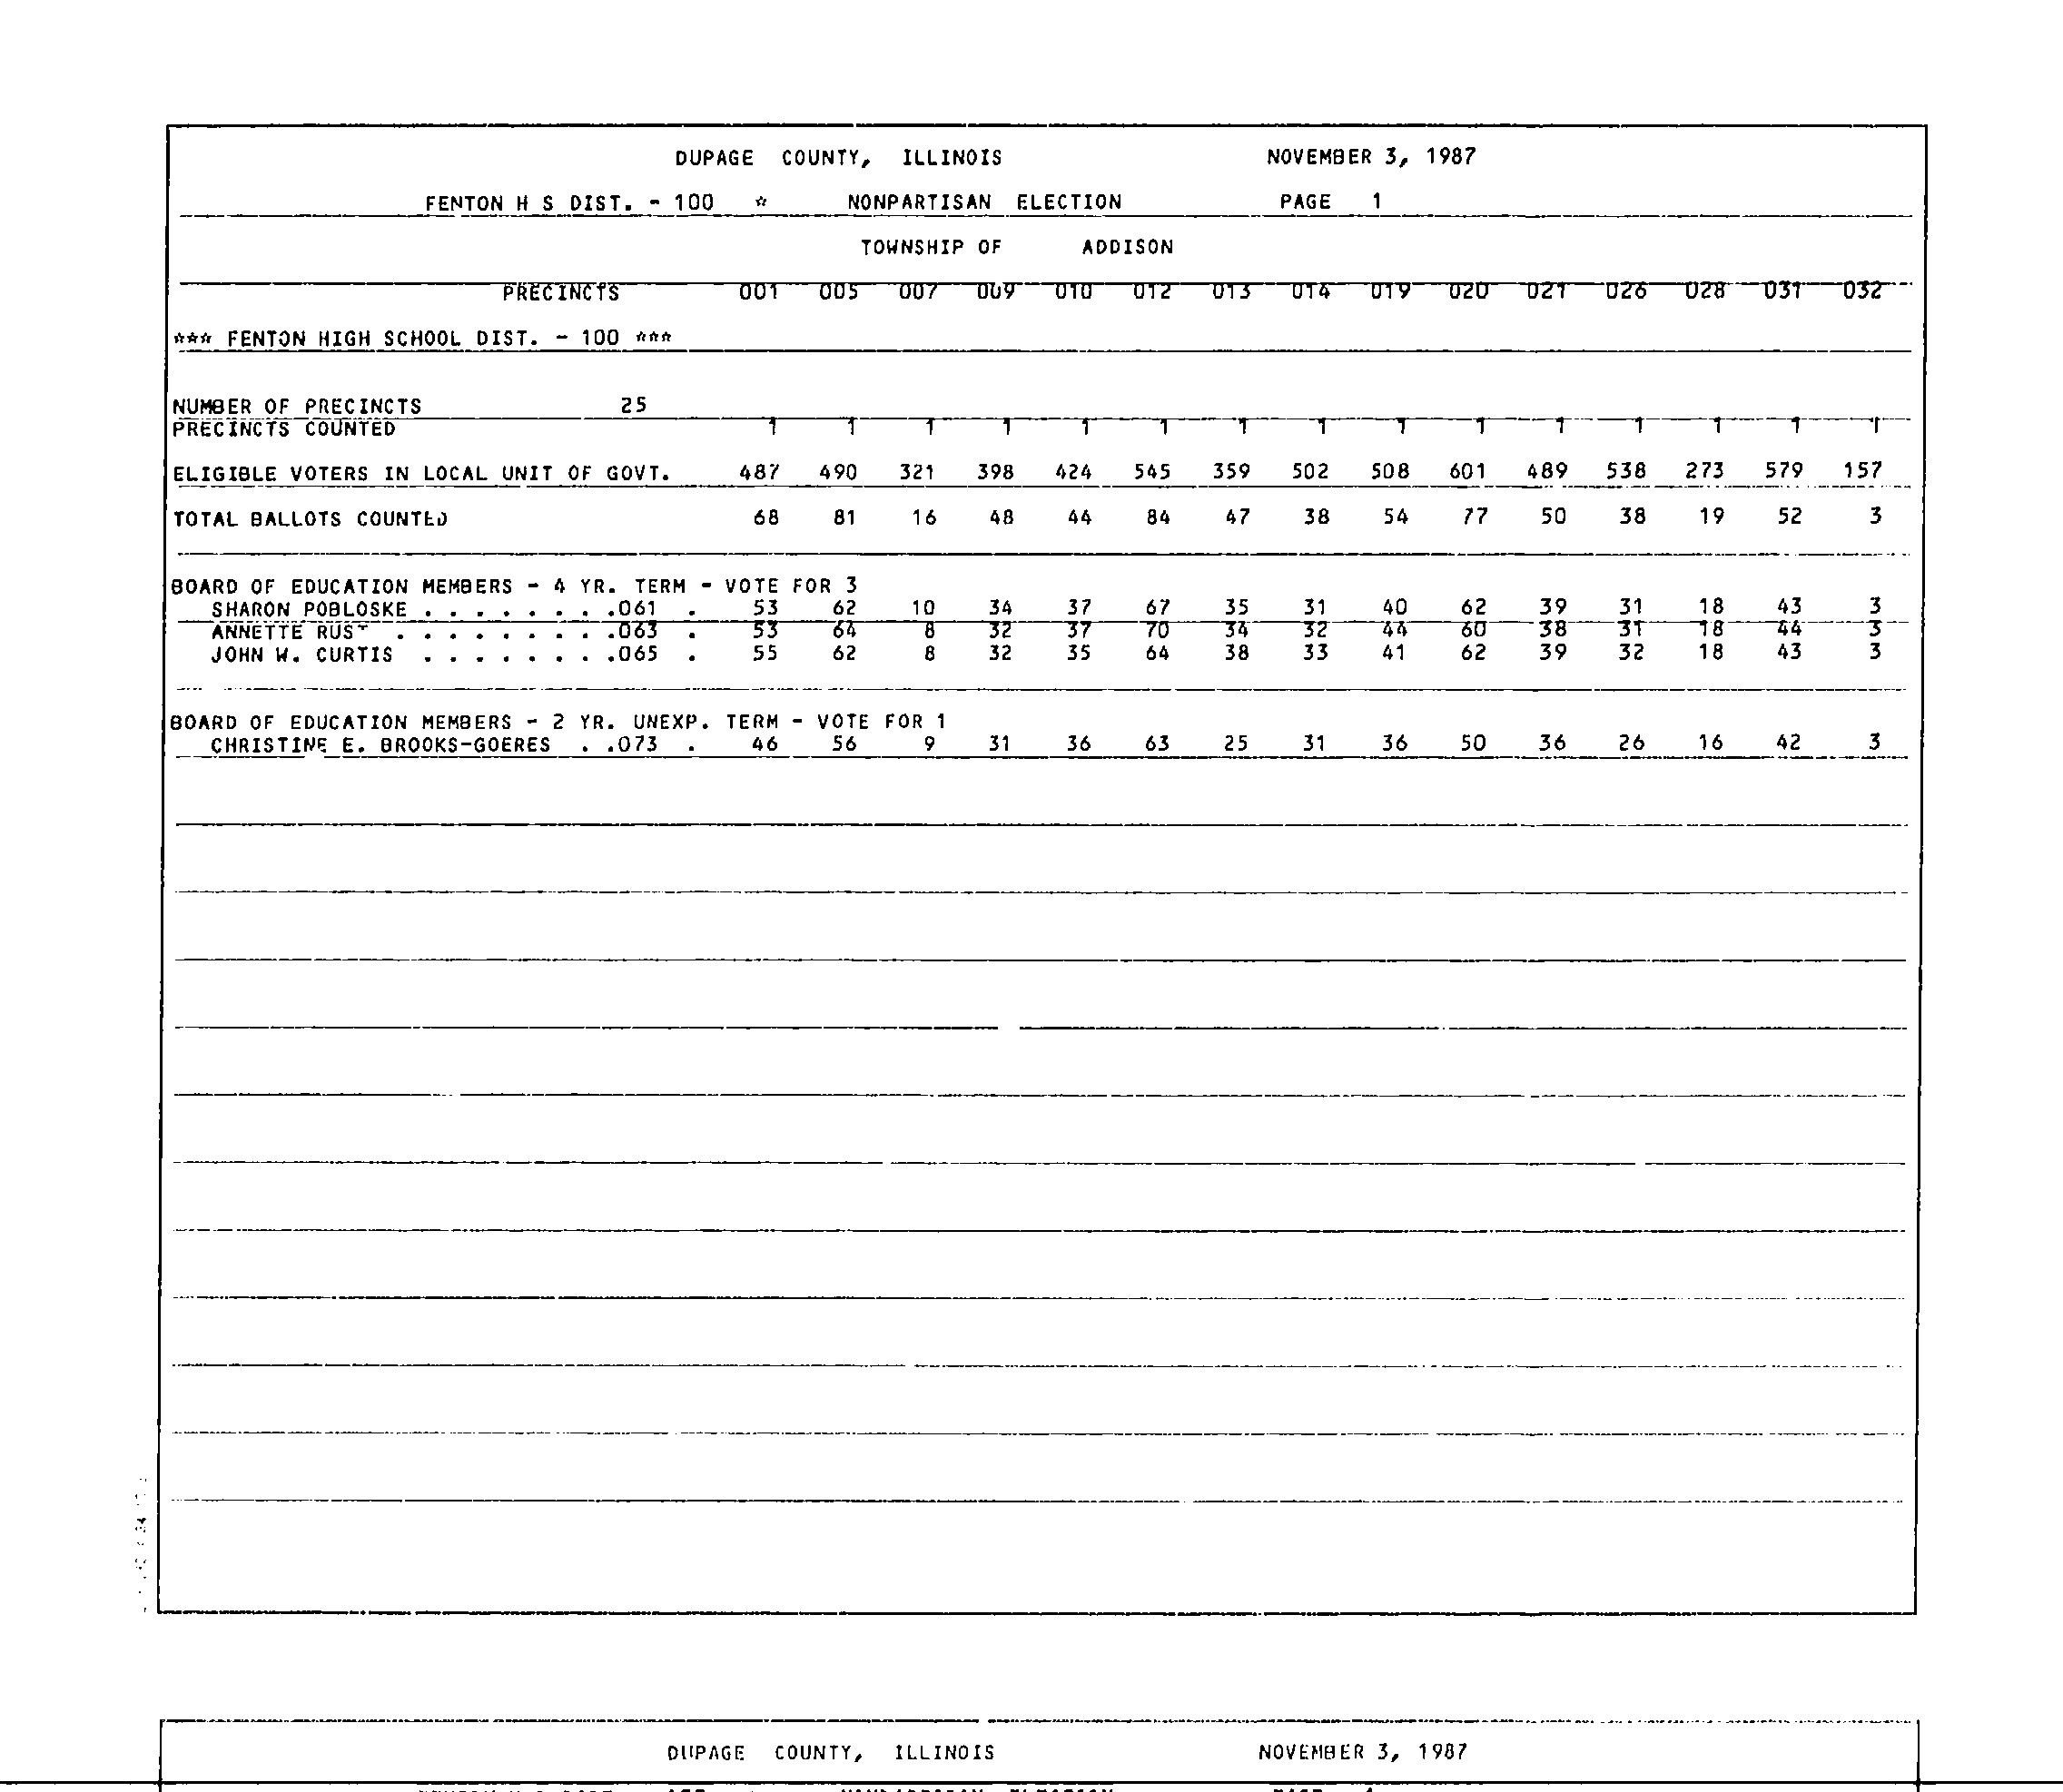 DUPAGE COUNTY, ILLINOIS NOVEMBER 3, 1987
FENTON H S DIST. - 100 * NONPARTISAN ELECTION PAGE 1
TOWNSHIP OF ADDISON
PRECINCTS 001 005 007 009 010 012 013 014 019 020 021 026 028 031 032
*** FENTON HIGH SCHOOL DIST. - 100 ***
NUMBER OF PRECINCTS 25
PRECINCTS COUNTED 1 1 1 1 1 1 1 1 1 1 1 1 1 1 1
ELIGIBLE VOTERS IN LOCAL UNIT OF GOVT. 487 490 321 398 424 545 359 502 508 601 489 538 273 579 157
TOTAL BALLOTS COUNTED 68 81 16 48 44 84 47 38 54 77 50 38 19 52 3
BOARD OF EDUCATION MEMBERS - 4 YR. TERM - VOTE FOR 3
SHARON POBLOSKE . . . . . . . .061 . 53 62 10 34 37 67 35 31 40 62 39 31 18 43 3
ANNETTE RUST . . . . . . . . .063 . 53 64 8 32 37 70 34 32 44 60 38 31 18 44 3
JOHN W. CURTIS . . . . . . . .065 . 55 62 8 32 35 64 38 33 41 62 39 32 18 43 3
BOARD OF EDUCATION MEMBERS - 2 YR. UNEXP. TERM - VOTE FOR 1
CHRISTINE E. BROOKS-GOERES . .073 . 46 56 9 31 36 63 25 31 36 50 36 26 16 42 3
DUPAGE COUNTY, ILLINOIS NOVEMBER 3, 1987